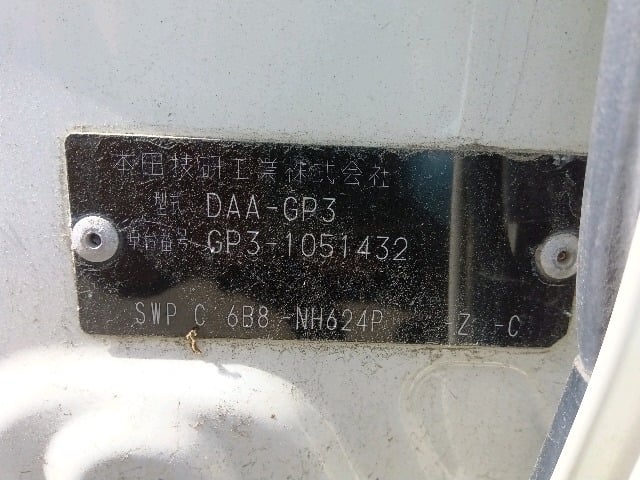 本田技研工業株式会社
型式 DAA-GP3
車台番号 GP3-1051432
SWP C 6B8 -NH624P -Z -C